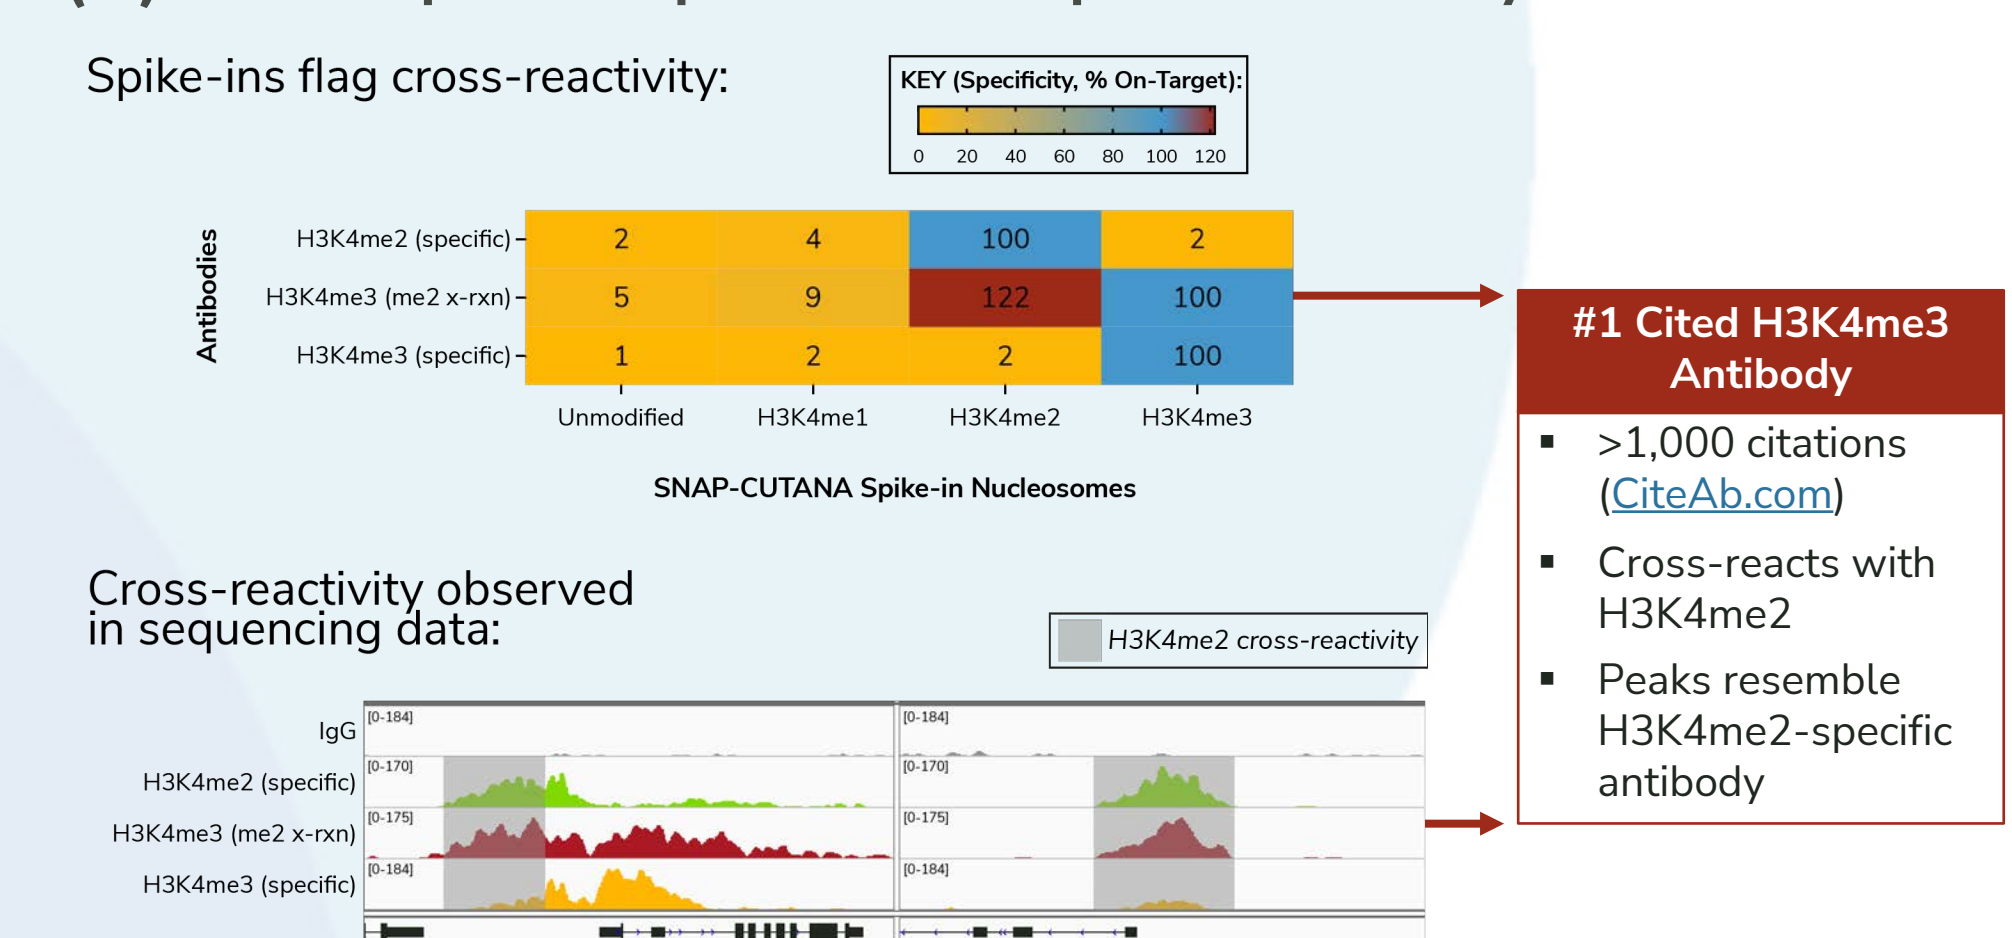 Spike-ins flag cross-reactivity:
KEY (Specificity, % On-Target):
0 20 40 60 80 100 120
Antibodies
H3K4me2 (specific) 2 4 100 2
H3K4me3 (me2 x-rxn) 5 9 122 100
H3K4me3 (specific) 1 2 2 100
Unmodified H3K4me1 H3K4me2 H3K4me3
SNAP-CUTANA Spike-in Nucleosomes
#1 Cited H3K4me3
Antibody
▪ >1,000 citations
(CiteAb.com)
▪ Cross-reacts with
H3K4me2
▪ Peaks resemble
H3K4me2-specific
antibody
Cross-reactivity observed
in sequencing data:
H3K4me2 cross-reactivity
IgG [0-184] [0-184]
H3K4me2 (specific) [0-170] [0-170]
H3K4me3 (me2 x-rxn) [0-175] [0-175]
H3K4me3 (specific) [0-184] [0-184]